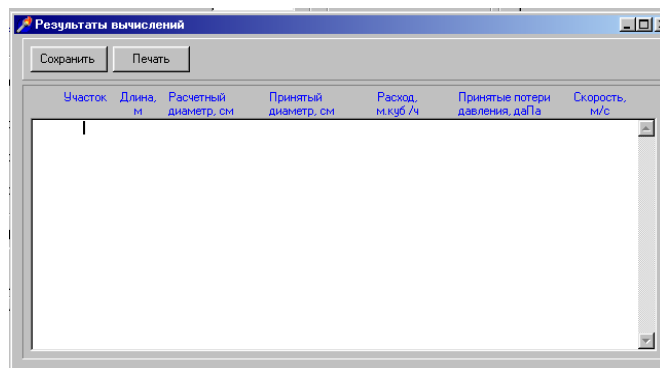 Результаты вычислений
Сохранить Печать
Участок Длина, Расчетный Принятый Расход, Принятые потери Скорость,
м диаметр, см диаметр, см м.куб /ч давления, даПа м/с